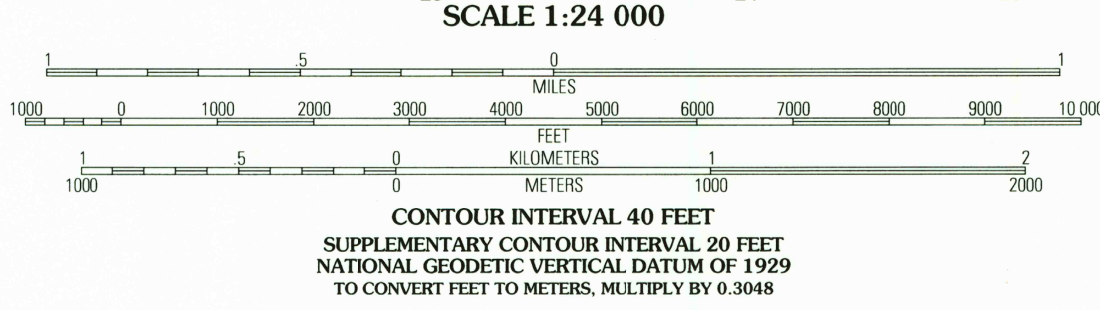 SCALE 1:24 000
1 .5 0 1
MILES
1000 0 1000 2000 3000 4000 5000 6000 7000 8000 9000 10 000
FEET
1 .5 0 KILOMETERS 1 2
1000 0 METERS 1000 2000
CONTOUR INTERVAL 40 FEET
SUPPLEMENTARY CONTOUR INTERVAL 20 FEET
NATIONAL GEODETIC VERTICAL DATUM OF 1929
TO CONVERT FEET TO METERS, MULTIPLY BY 0.3048